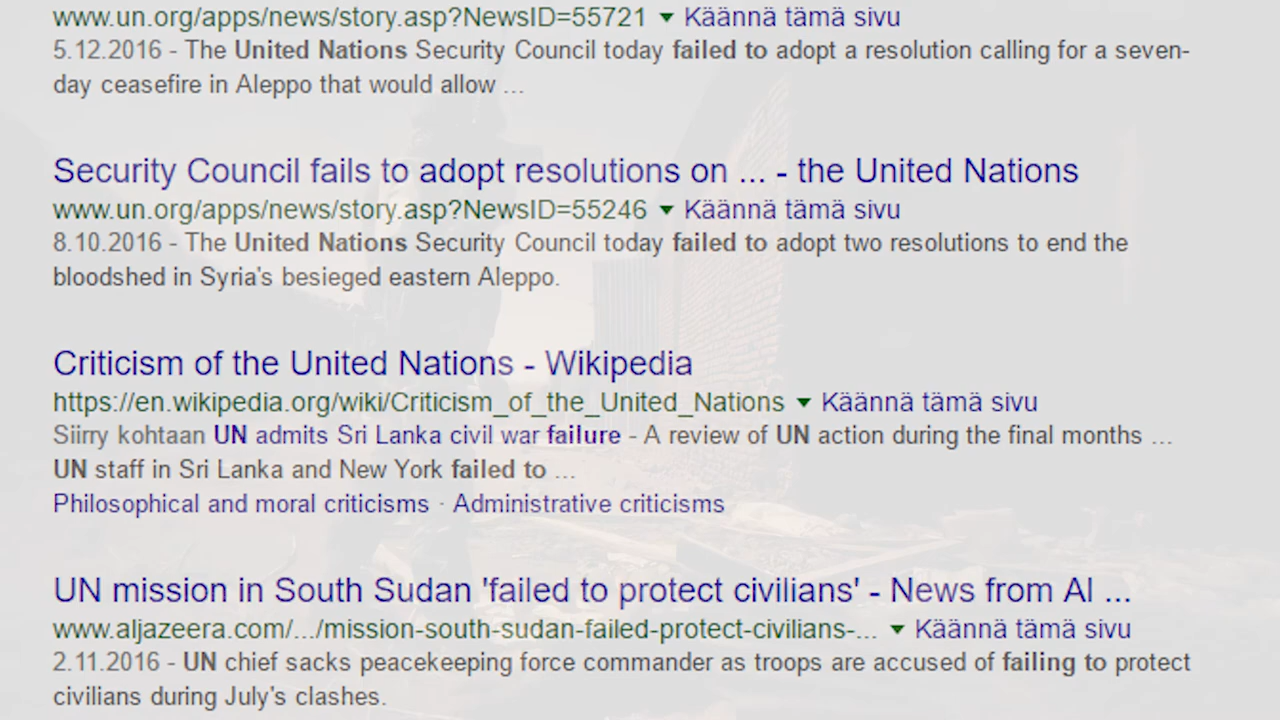 www.un.org/apps/news/story.asp?NewsID=55721 ▼ Käännä tämä sivu
5.12.2016 - The United Nations Security Council today failed to adopt a resolution calling for a seven-
day ceasefire in Aleppo that would allow ...
Security Council fails to adopt resolutions on ... - the United Nations
www.un.org/apps/news/story.asp?NewsID=55246 ▼ Käännä tämä sivu
8.10.2016 - The United Nations Security Council today failed to adopt two resolutions to end the
bloodshed in Syria's besieged eastern Aleppo.
Criticism of the United Nations - Wikipedia
https://en.wikipedia.org/wiki/Criticism_of_the_United_Nations ▼ Käännä tämä sivu
Siirry kohtaan UN admits Sri Lanka civil war failure - A review of UN action during the final months ...
UN staff in Sri Lanka and New York failed to ...
Philosophical and moral criticisms · Administrative criticisms
UN mission in South Sudan 'failed to protect civilians' - News from Al ...
www.aljazeera.com/.../mission-south-sudan-failed-protect-civilians-... ▼ Käännä tämä sivu
2.11.2016 - UN chief sacks peacekeeping force commander as troops are accused of failing to protect
civilians during July's clashes.